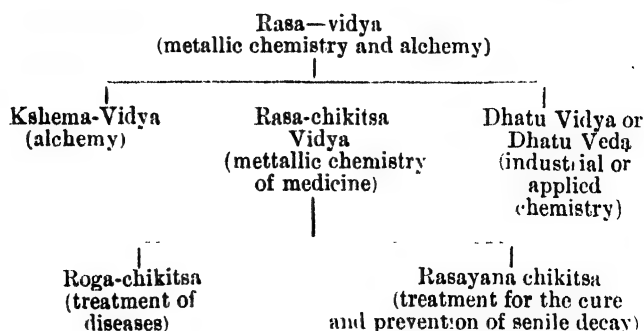 Rasa—vidya
(metallic chemistry and alchemy)
Kshema-Vidya
(alchemy)
Rasa-chikitsa
Vidya
(mettallic chemistry
of medicine)
Dhatu Vidya or
Dhatu Veda
(industrial or
applied
chemistry)
Roga-chikitsa
(treatment of
diseases)
Rasayana chikitsa
(treatment for the cure
and prevention of senile decay)